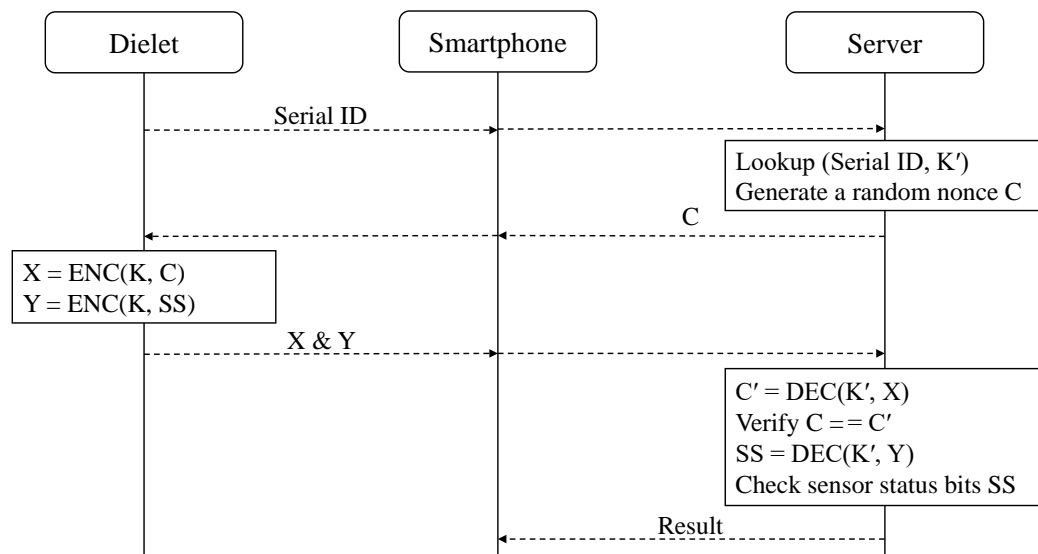 Dielet
Smartphone
Server
Serial ID
Lookup (Serial ID, K′)
Generate a random nonce C
C
X = ENC(K, C)
Y = ENC(K, SS)
X & Y
C′ = DEC(K′, X)
Verify C = = C′
SS = DEC(K′, Y)
Check sensor status bits SS
Result